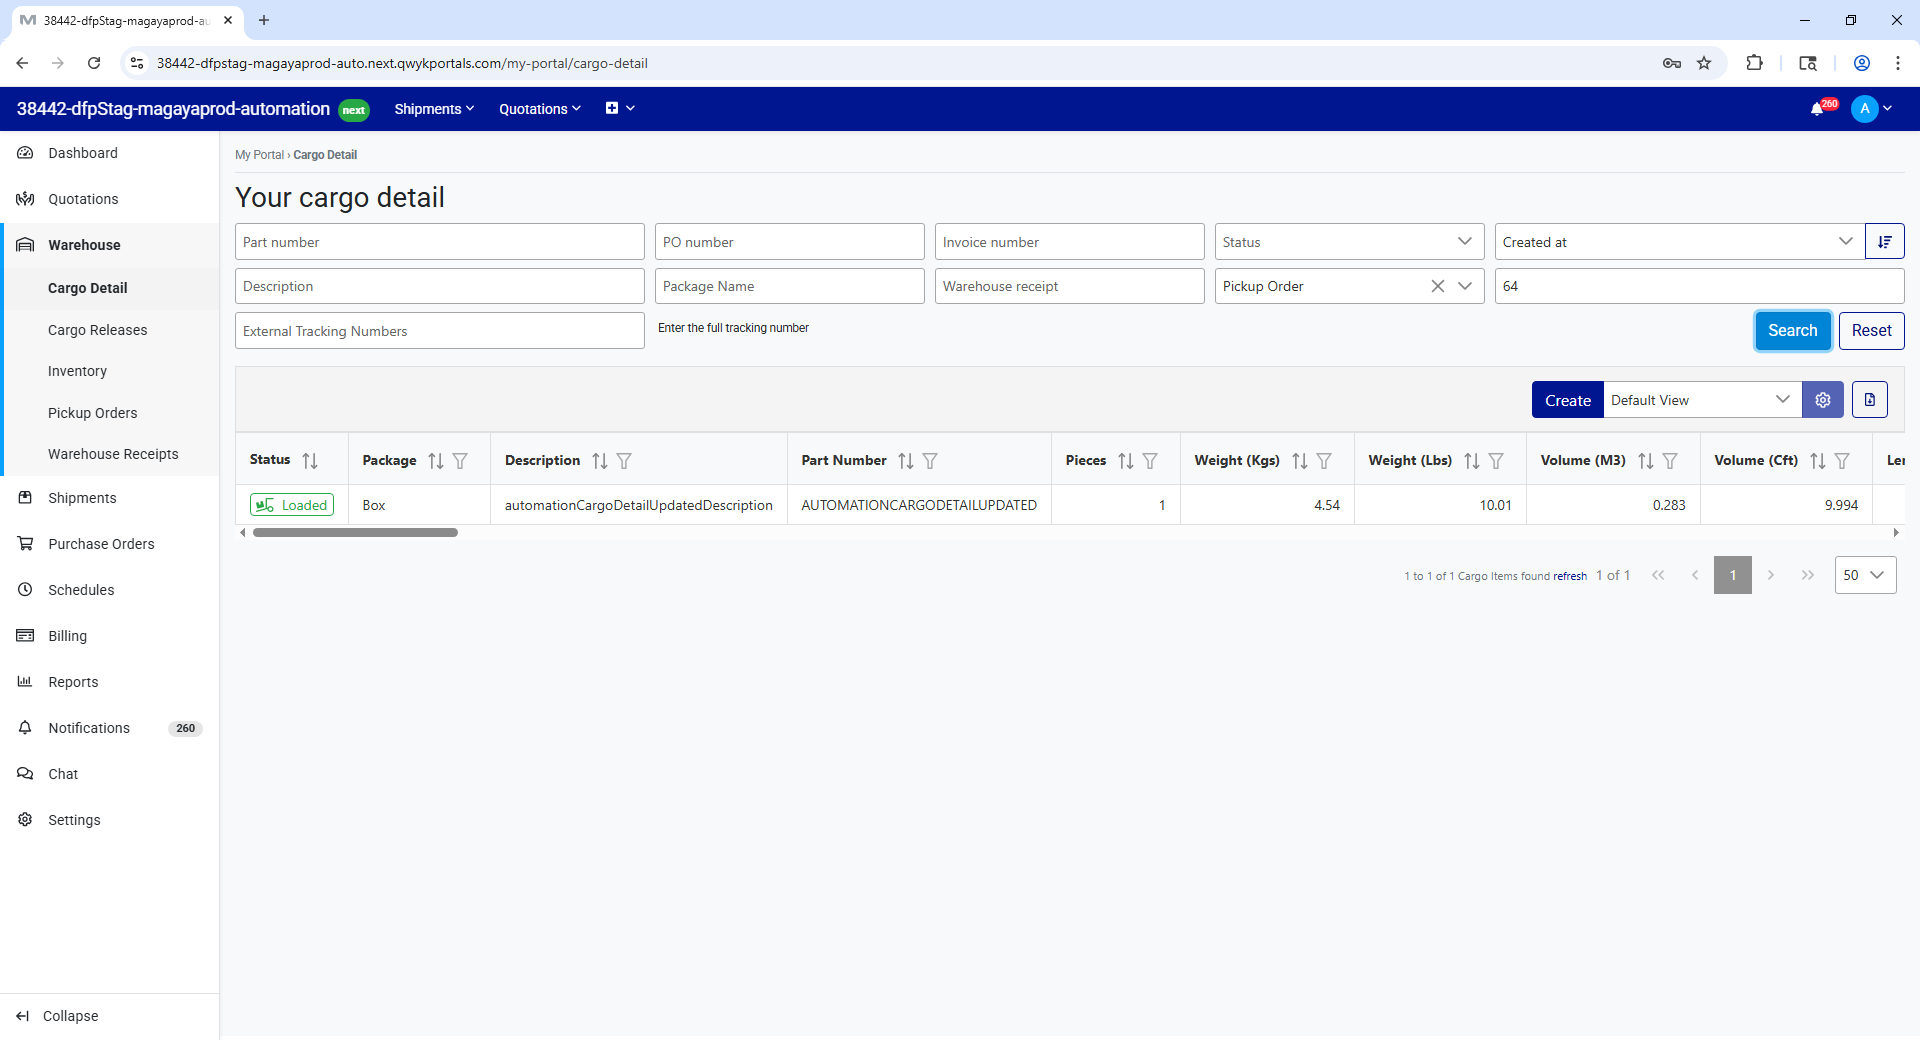 38442-dfpStag-magayaprod-au
38442-dfpstag-magayaprod-auto.next.qwykportals.com/my-portal/cargo-detail
38442-dfpStag-magayaprod-automation next Shipments Quotations 260 A
Dashboard
Quotations
Warehouse
Cargo Detail
Cargo Releases
Inventory
Pickup Orders
Warehouse Receipts
Shipments
Purchase Orders
Schedules
Billing
Reports
Notifications 260
Chat
Settings
Collapse
My Portal › Cargo Detail
Your cargo detail
Part number PO number Invoice number Status Created at
Description Package Name Warehouse receipt Pickup Order 64
External Tracking Numbers Enter the full tracking number Search Reset
Create Default View
Status Package Description Part Number Pieces Weight (Kgs) Weight (Lbs) Volume (M3) Volume (Cft) Ler
Loaded Box automationCargoDetailUpdatedDescription AUTOMATIONCARGODETAILUPDATED 1 4.54 10.01 0.283 9.994
1 to 1 of 1 Cargo Items found refresh 1 of 1 1 50